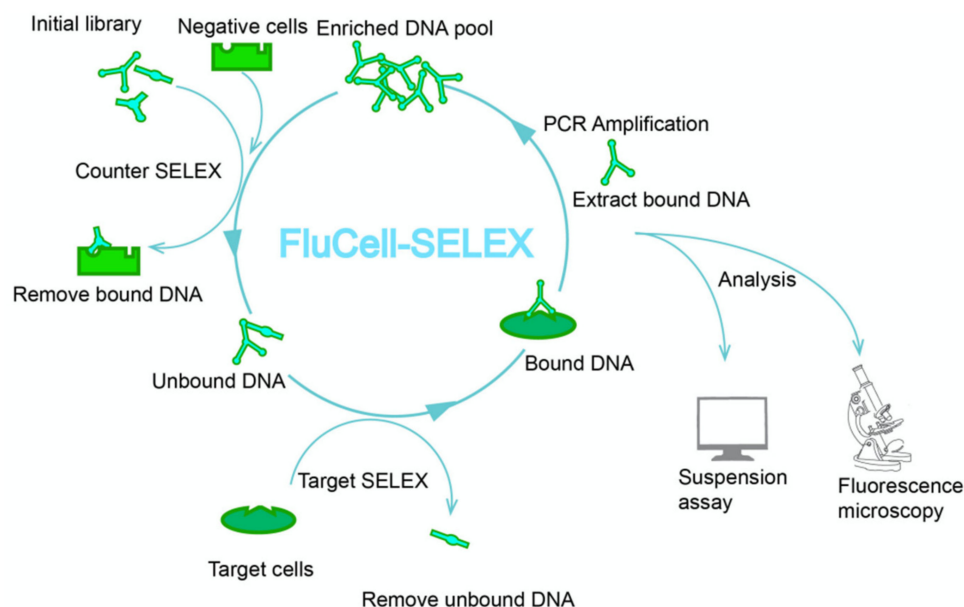 Initial library
Negative cells
Enriched DNA pool
PCR Amplification
Counter SELEX
Extract bound DNA
FluCell-SELEX
Remove bound DNA
Analysis
Unbound DNA
Bound DNA
Target SELEX
Suspension
assay
Fluorescence
microscopy
Target cells
Remove unbound DNA